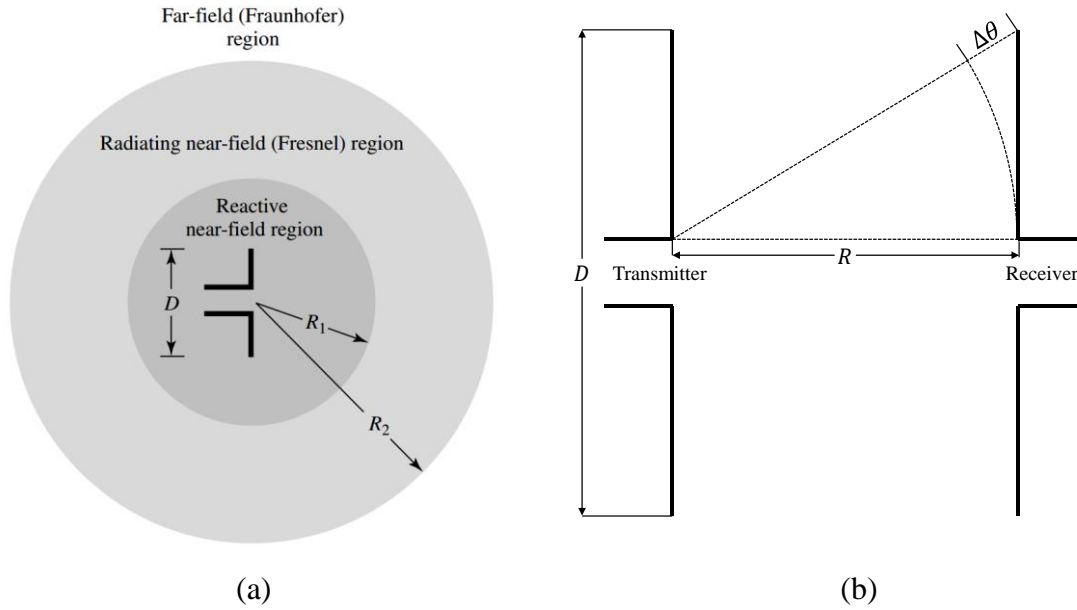 Far-field (Fraunhofer)
region
Radiating near-field (Fresnel) region
Reactive
near-field region
D
R₁
R₂
(a)
Δθ
R
D
Transmitter
Receiver
(b)